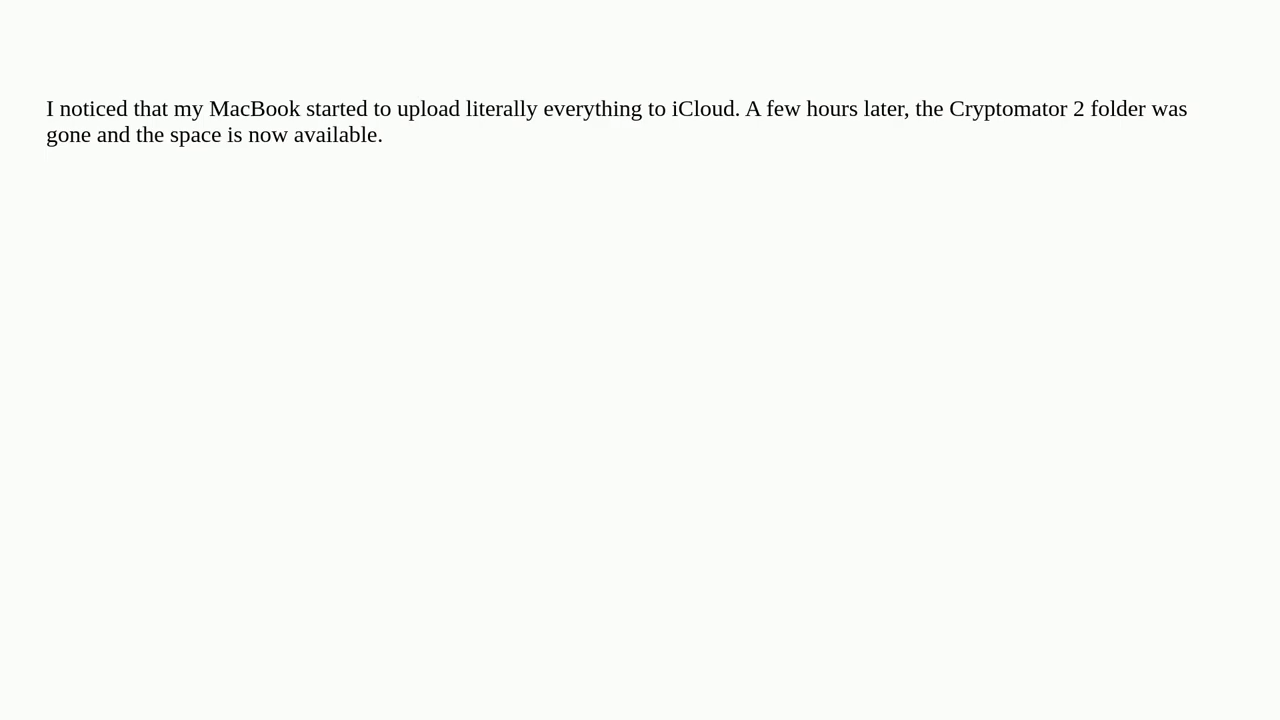 I noticed that my MacBook started to upload literally everything to iCloud. A few hours later, the Cryptomator 2 folder was
gone and the space is now available.